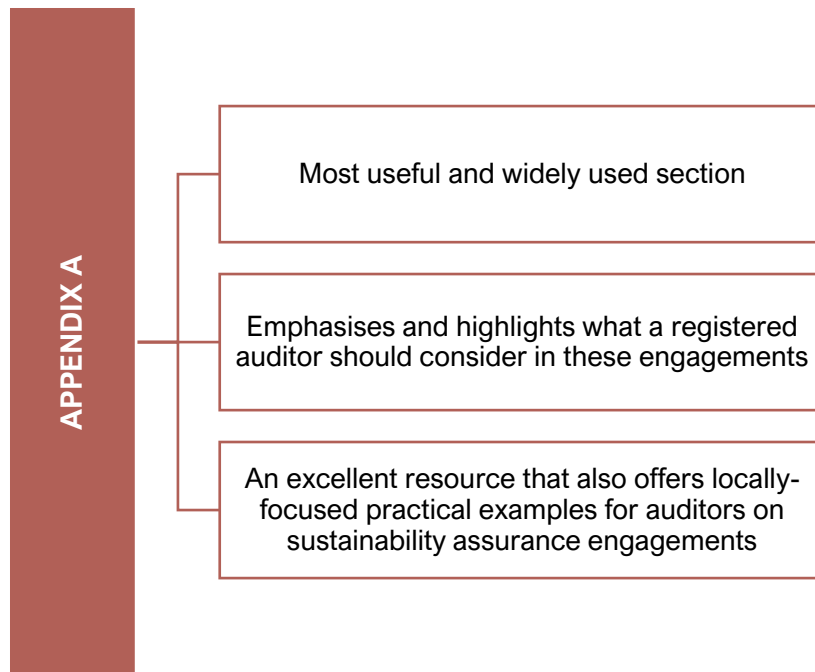 APPENDIX A
Most useful and widely used section
Emphasises and highlights what a registered
auditor should consider in these engagements
An excellent resource that also offers locally-
focused practical examples for auditors on
sustainability assurance engagements